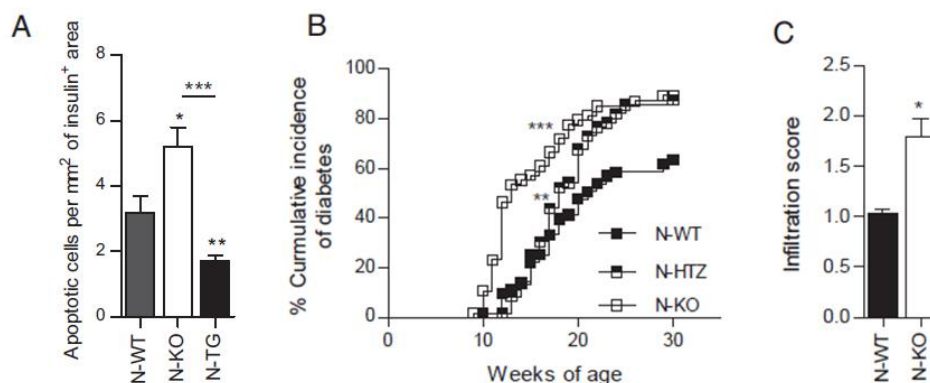 A
Apoptotic cells per mm² of insulin⁺ area
8
6
4
2
0
***
*
**
N-WT
N-KO
N-TG
B
% Curmulative incidence
of diabetes
100
80
60
40
20
0
***
**
N-WT
N-HTZ
N-KO
0
10
20
30
Weeks of age
C
Infiltration score
2.5
2.0
1.5
1.0
0.5
0.0
*
N-WT
N-KO